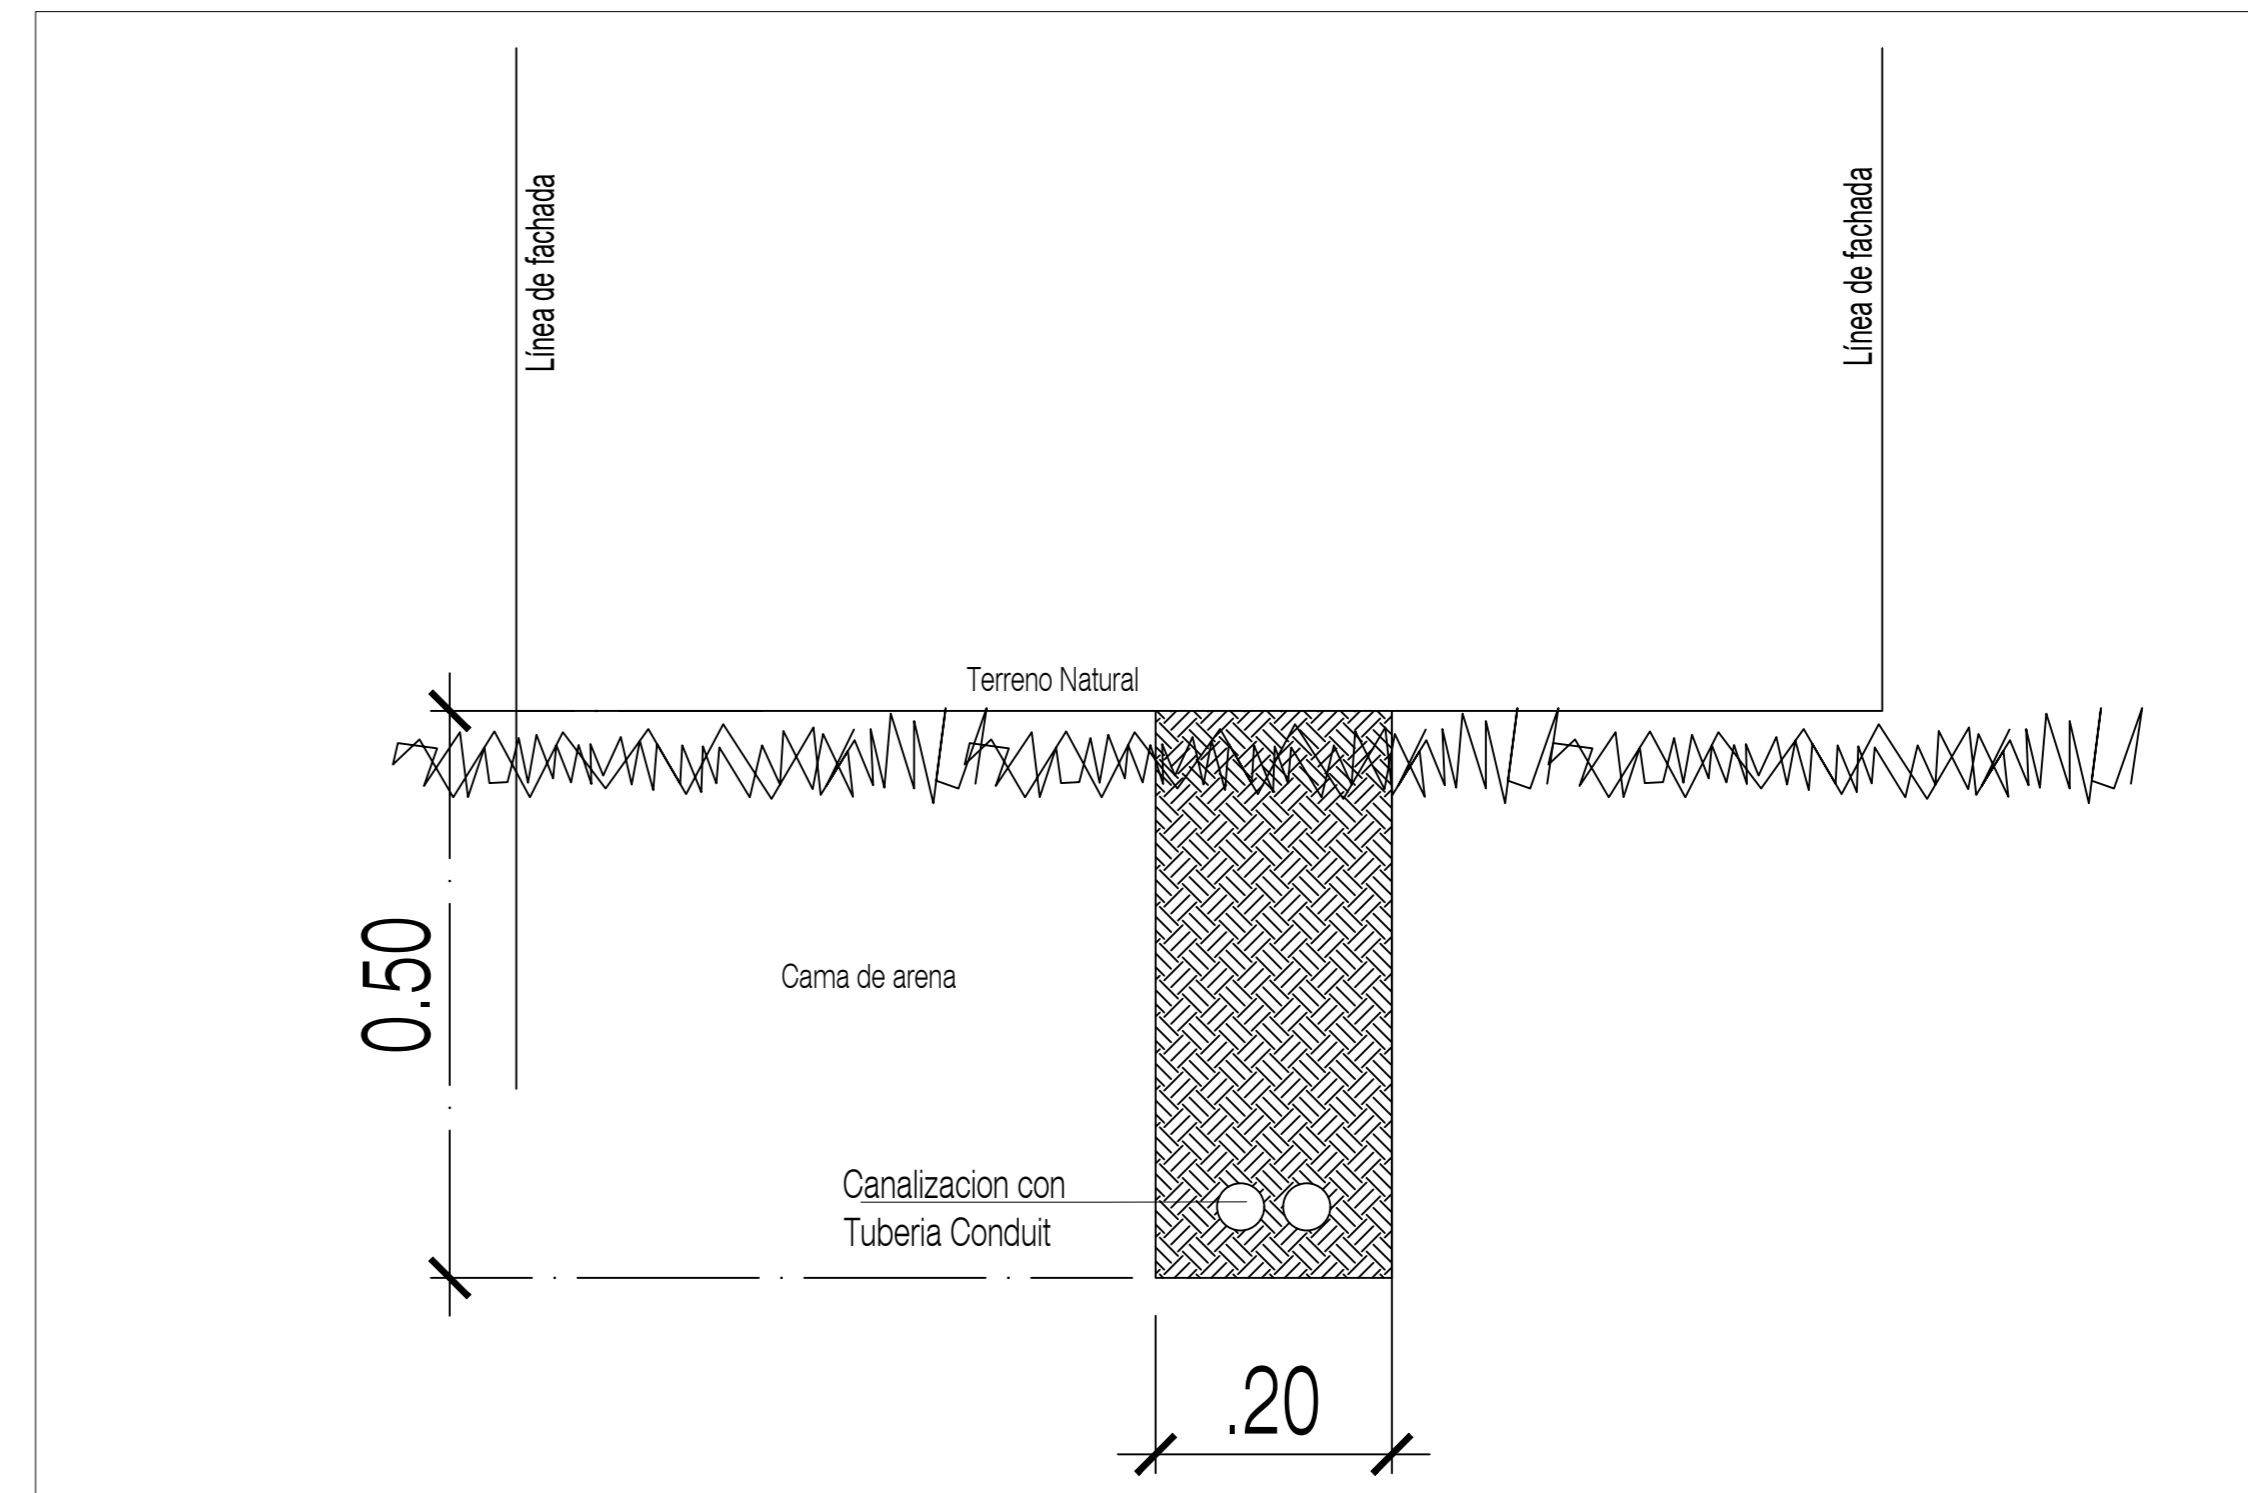 Línea de fachada
Línea de fachada
Terreno Natural
0.50
Cama de arena
Canalizacion con
Tuberia Conduit
.20